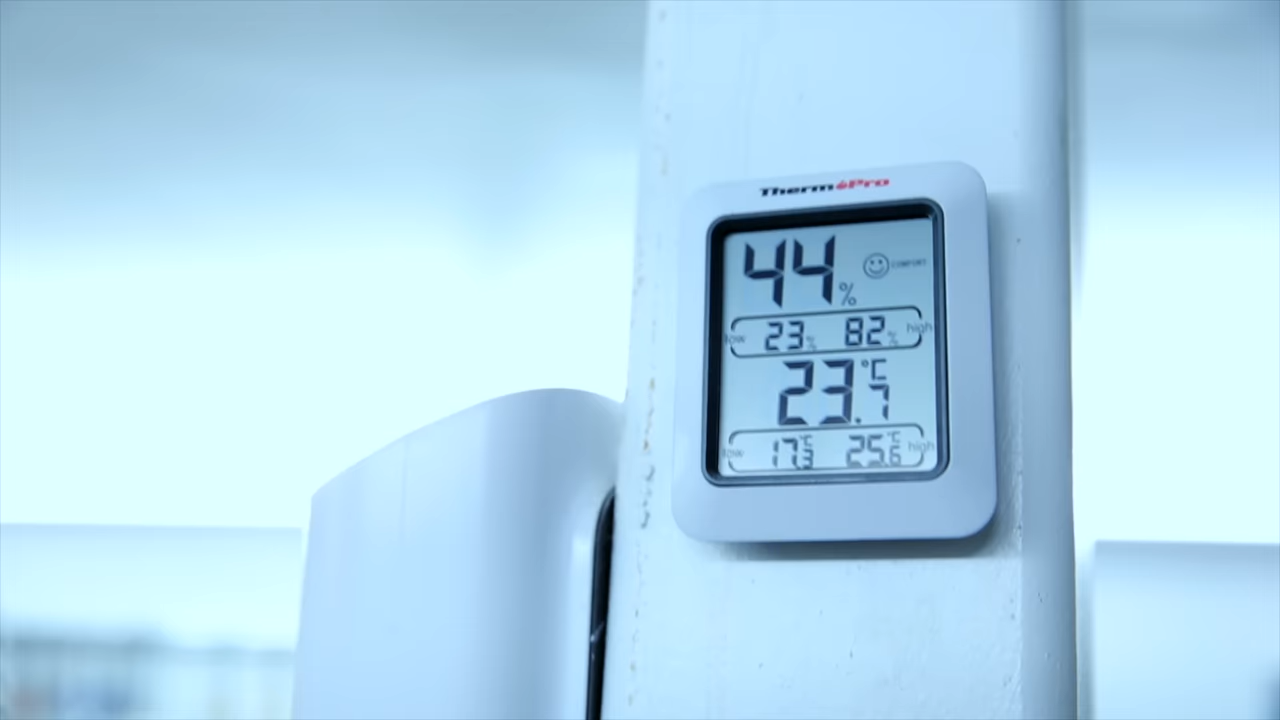 ThermoPro
44% COMFORT
low 23% 82% high
23.7°C
low 17.3°C 25.6°C high